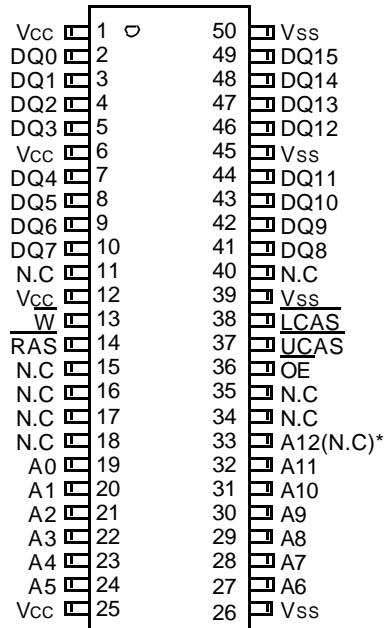 Vcc 1 50 Vss
DQ0 2 49 DQ15
DQ1 3 48 DQ14
DQ2 4 47 DQ13
DQ3 5 46 DQ12
Vcc 6 45 Vss
DQ4 7 44 DQ11
DQ5 8 43 DQ10
DQ6 9 42 DQ9
DQ7 10 41 DQ8
N.C 11 40 N.C
Vcc 12 39 Vss
W 13 38 LCAS
RAS 14 37 UCAS
N.C 15 36 OE
N.C 16 35 N.C
N.C 17 34 N.C
N.C 18 33 A12(N.C)*
A0 19 32 A11
A1 20 31 A10
A2 21 30 A9
A3 22 29 A8
A4 23 28 A7
A5 24 27 A6
Vcc 25 26 Vss